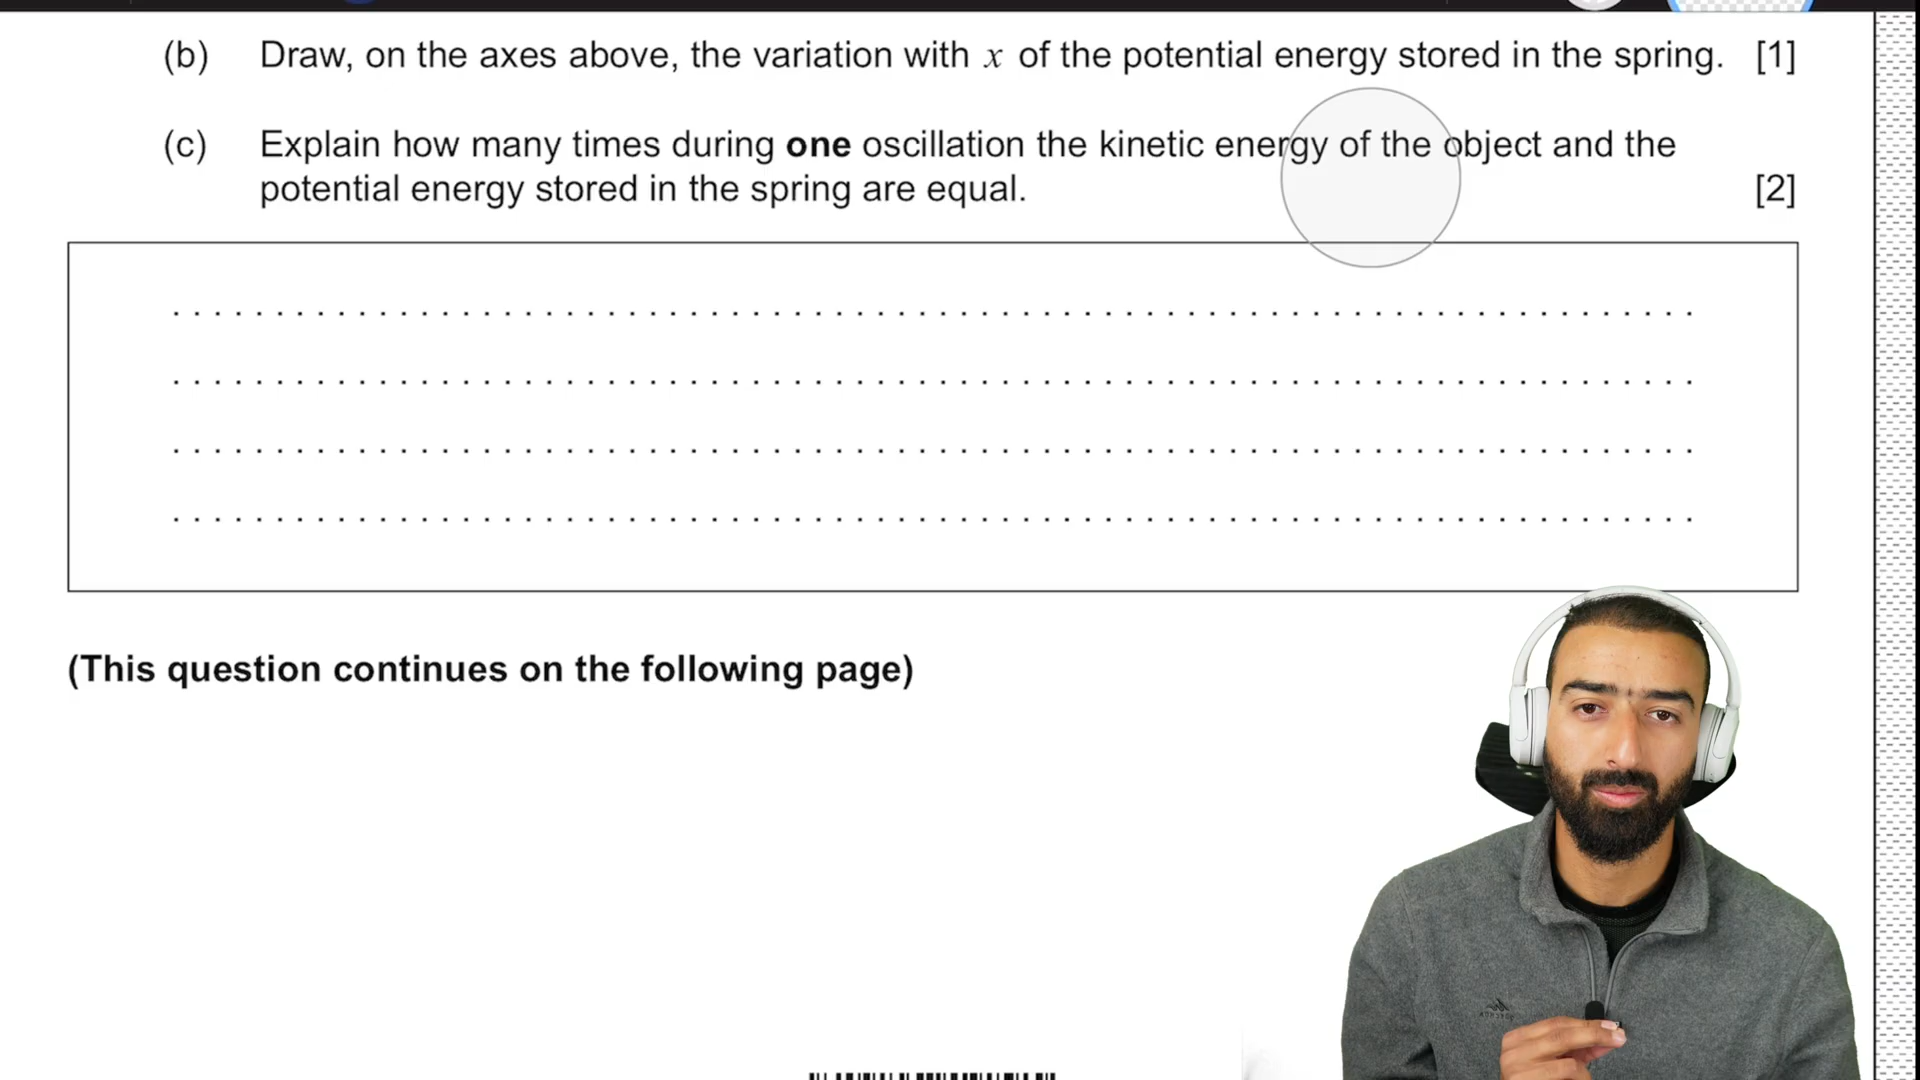 (b) Draw, on the axes above, the variation with x of the potential energy stored in the spring. [1]
(c) Explain how many times during one oscillation the kinetic energy of the object and the
potential energy stored in the spring are equal. [2]
(This question continues on the following page)